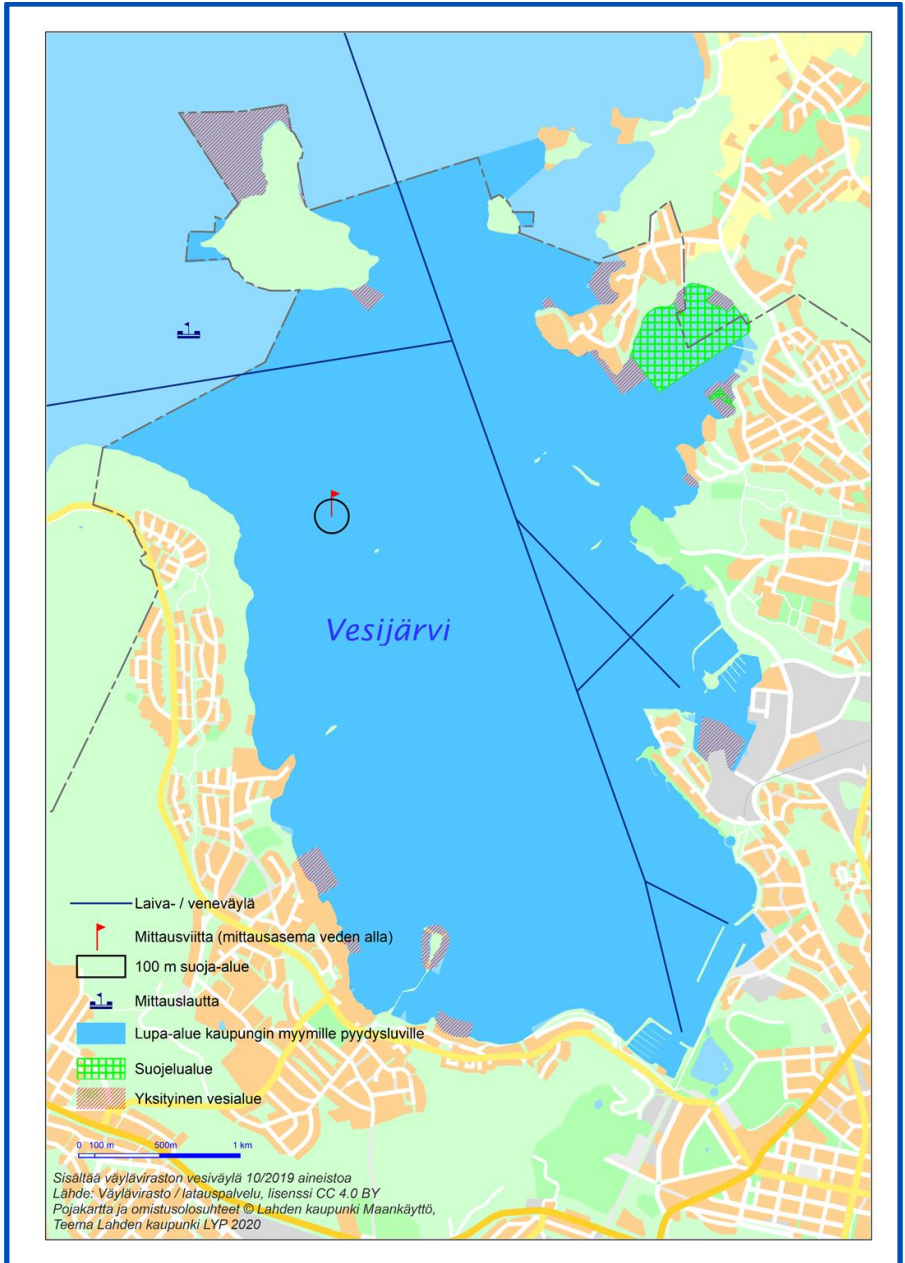 Vesijärvi
Laiva- / veneväylä
Mittausviitta (mittausasema veden alla)
100 m suoja-alue
Mittauslautta
Lupa-alue kaupungin myymille pyydysluville
Suojelualue
Yksityinen vesialue
0 100 m 500m 1 km
Sisältää väyläviraston vesiväylä 10/2019 aineistoa
Lähde: Väylävirasto / latauspalvelu, lisenssi CC 4.0 BY
Pojakartta ja omistusolosuhteet © Lahden kaupunki Maankäyttö,
Teema Lahden kaupunki LYP 2020